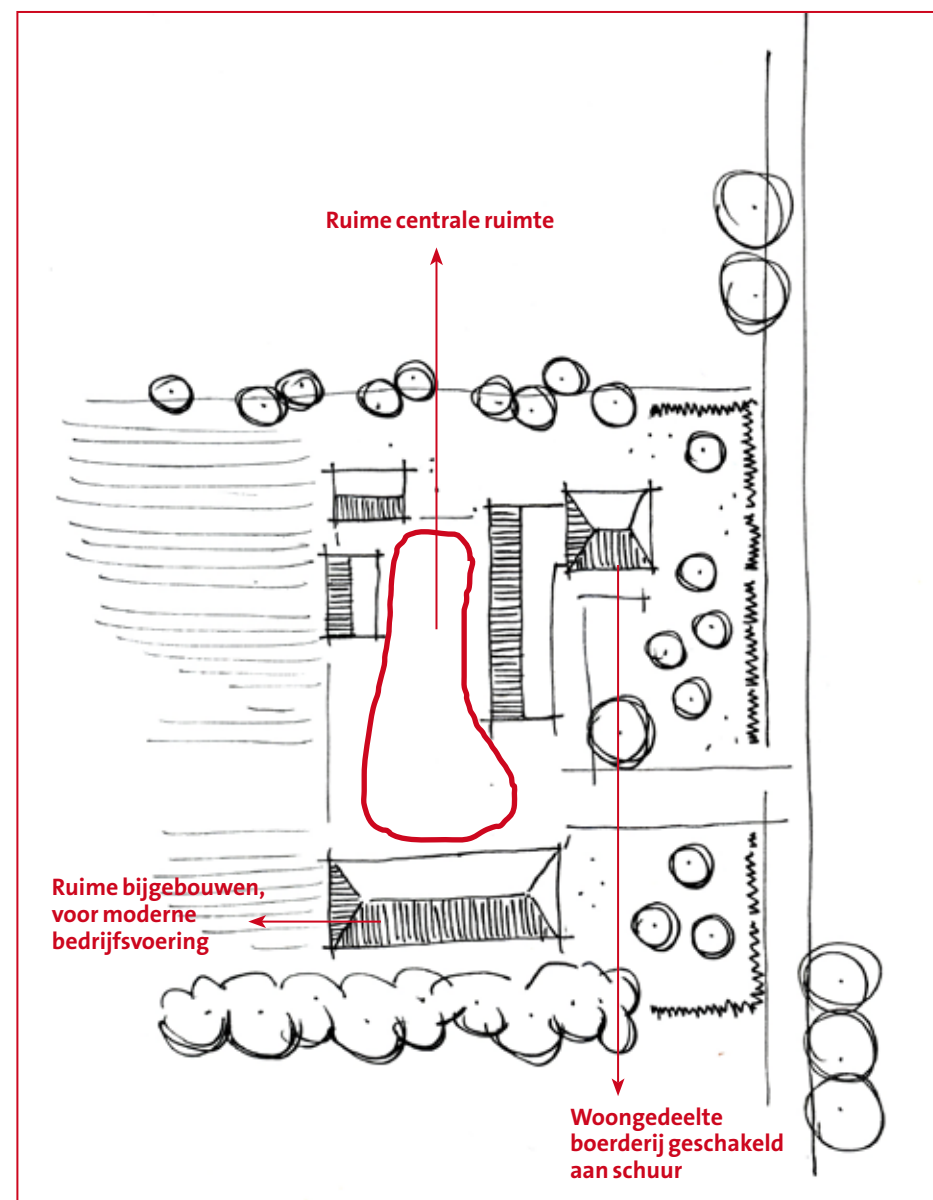 Ruime centrale ruimte
Ruime bijgebouwen,
voor moderne
bedrijfsvoering
Woongedeelte
boerderij geschakeld
aan schuur